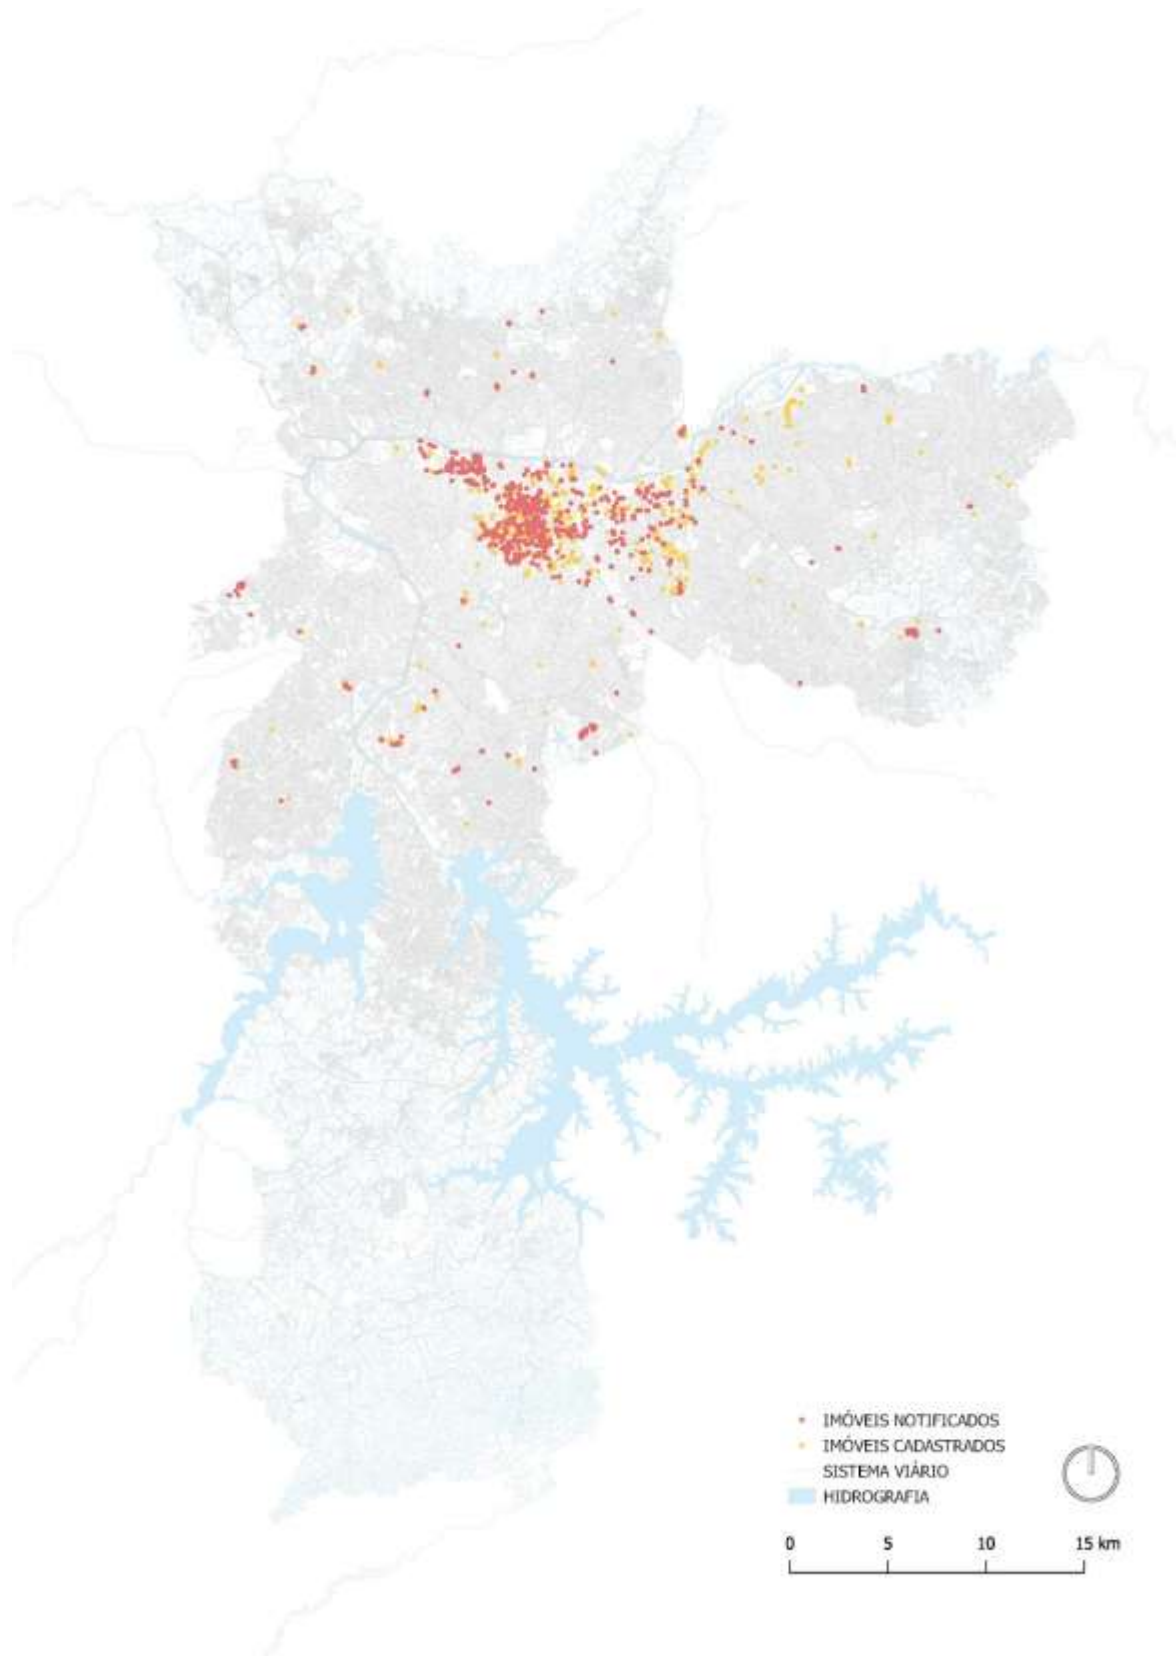 IMÓVEIS NOTIFICADOS
IMÓVEIS CADASTRADOS
SISTEMA VIÁRIO
HIDROGRAFIA
0 5 10 15 km